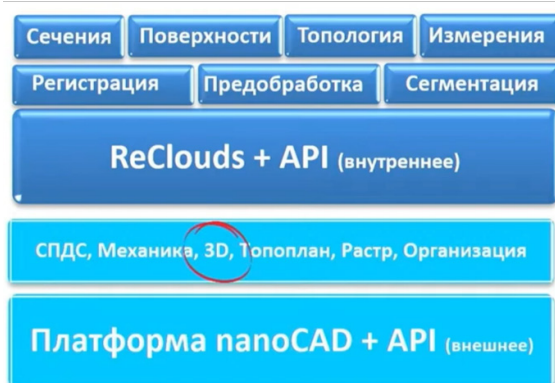 Сечения Поверхности Топология Измерения
Регистрация Предобработка Сегментация
ReClouds + API (внутреннее)
СПДС, Механика, 3D, Топоплан, Растр, Организация
Платформа nanoCAD + API (внешнее)